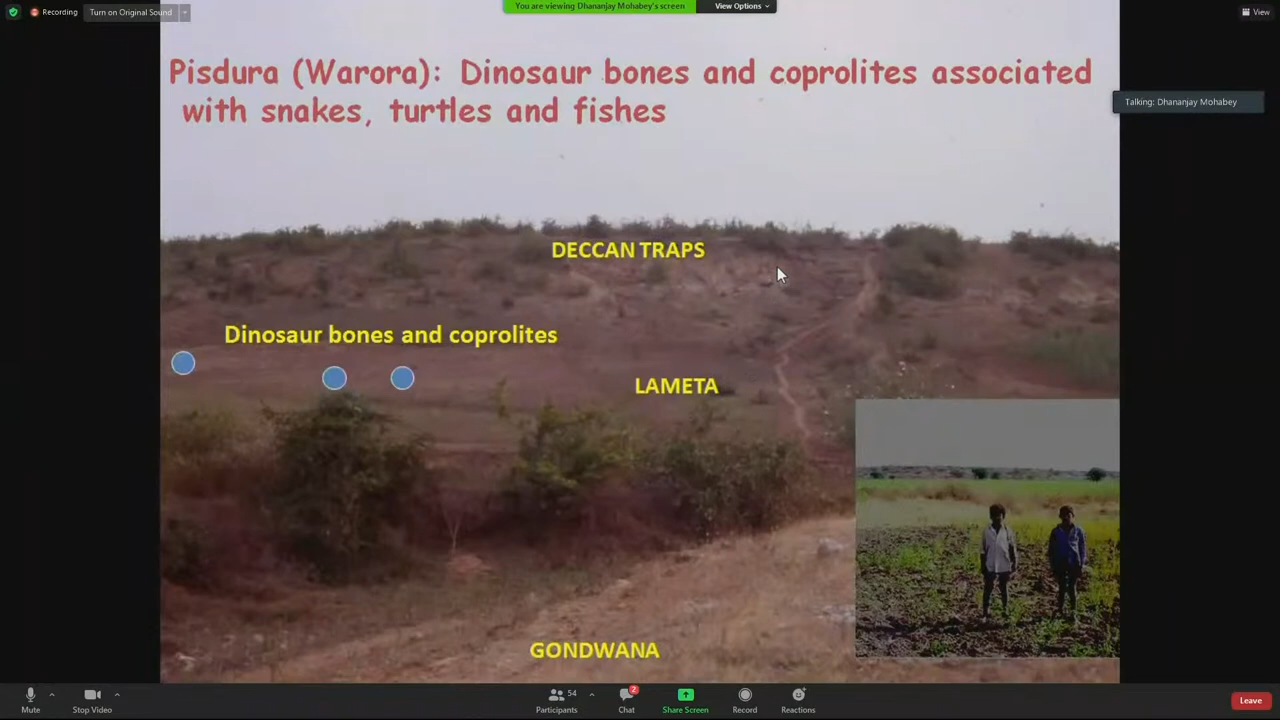 You are viewing Dhananjay Mohabey's screen
View Options
Recording
Turn on Original Sound
View
Pisdura (Warora): Dinosaur bones and coprolites associated
with snakes, turtles and fishes
Talking: Dhananjay Mohabey
DECCAN TRAPS
Dinosaur bones and coprolites
LAMETA
GONDWANA
Mute
Stop Video
54
Participants
2
Chat
Share Screen
Record
Reactions
Leave